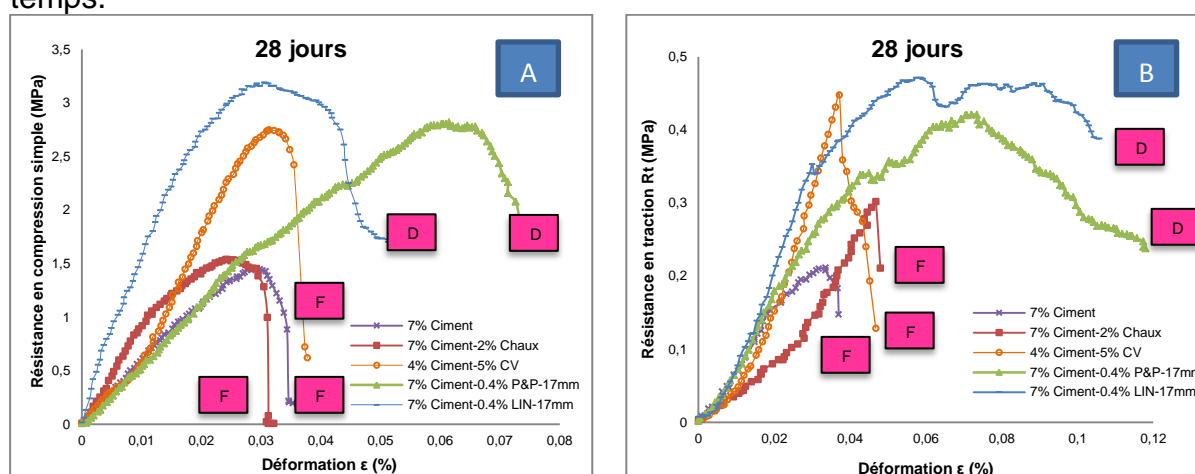 temps.
28 jours
A
Résistance en compression simple (MPa)
3,5
3
2,5
2
1,5
1
0,5
0
0
0,01
0,02
0,03
0,04
0,05
0,06
0,07
0,08
Déformation ε (%)
D
D
F
F
F
7% Ciment
7% Ciment-2% Chaux
4% Ciment-5% CV
7% Ciment-0.4% P&P-17mm
7% Ciment-0.4% LIN-17mm
28 jours
B
Résistance en traction Rt (MPa)
0,5
0,4
0,3
0,2
0,1
0
0
0,02
0,04
0,06
0,08
0,1
0,12
Déformation ε (%)
D
D
F
F
F
7% Ciment
7% Ciment-2% Chaux
4% Ciment-5% CV
7% Ciment-0.4% P&P-17mm
7% Ciment-0.4% LIN-17mm